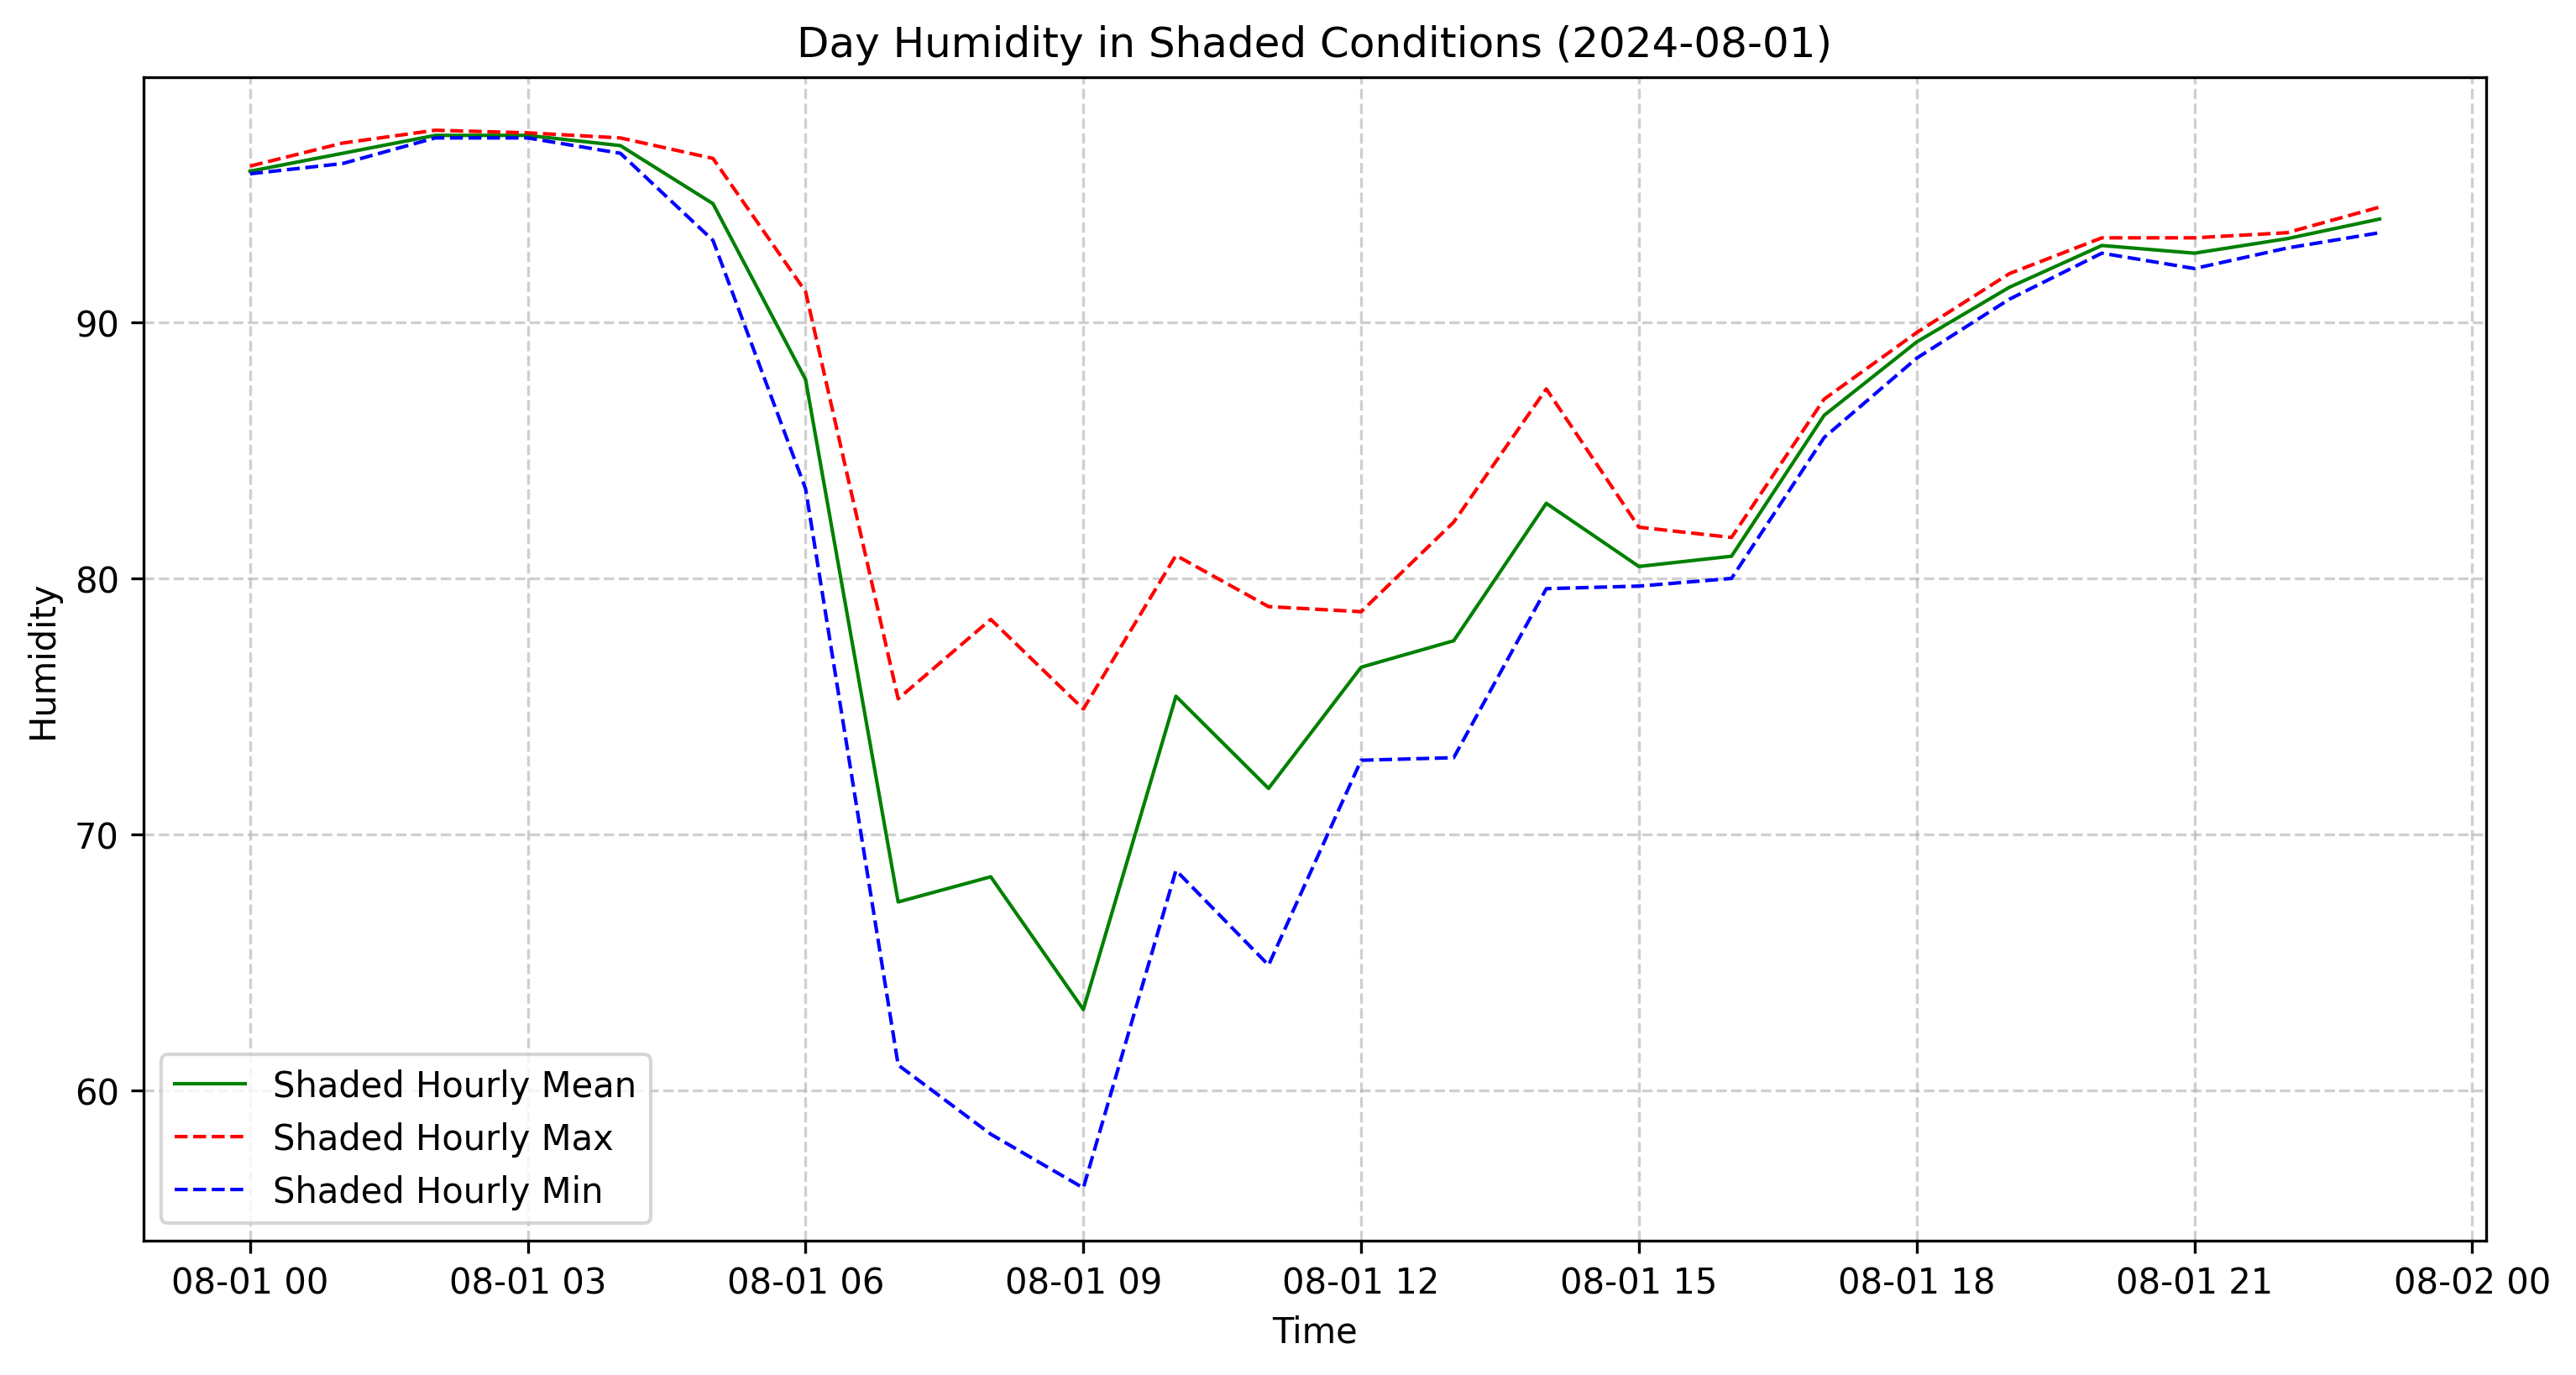 Day Humidity in Shaded Conditions (2024-08-01)
Humidity
90
80
70
60
Shaded Hourly Mean
Shaded Hourly Max
Shaded Hourly Min
08-01 00 08-01 03 08-01 06 08-01 09 08-01 12 08-01 15 08-01 18 08-01 21 08-02 00
Time